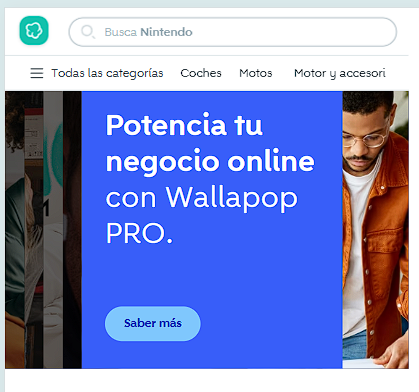 Busca Nintendo
Todas las categorías Coches Motos Motor y accesori
Potencia tu
negocio online
con Wallapop
PRO.
Saber más